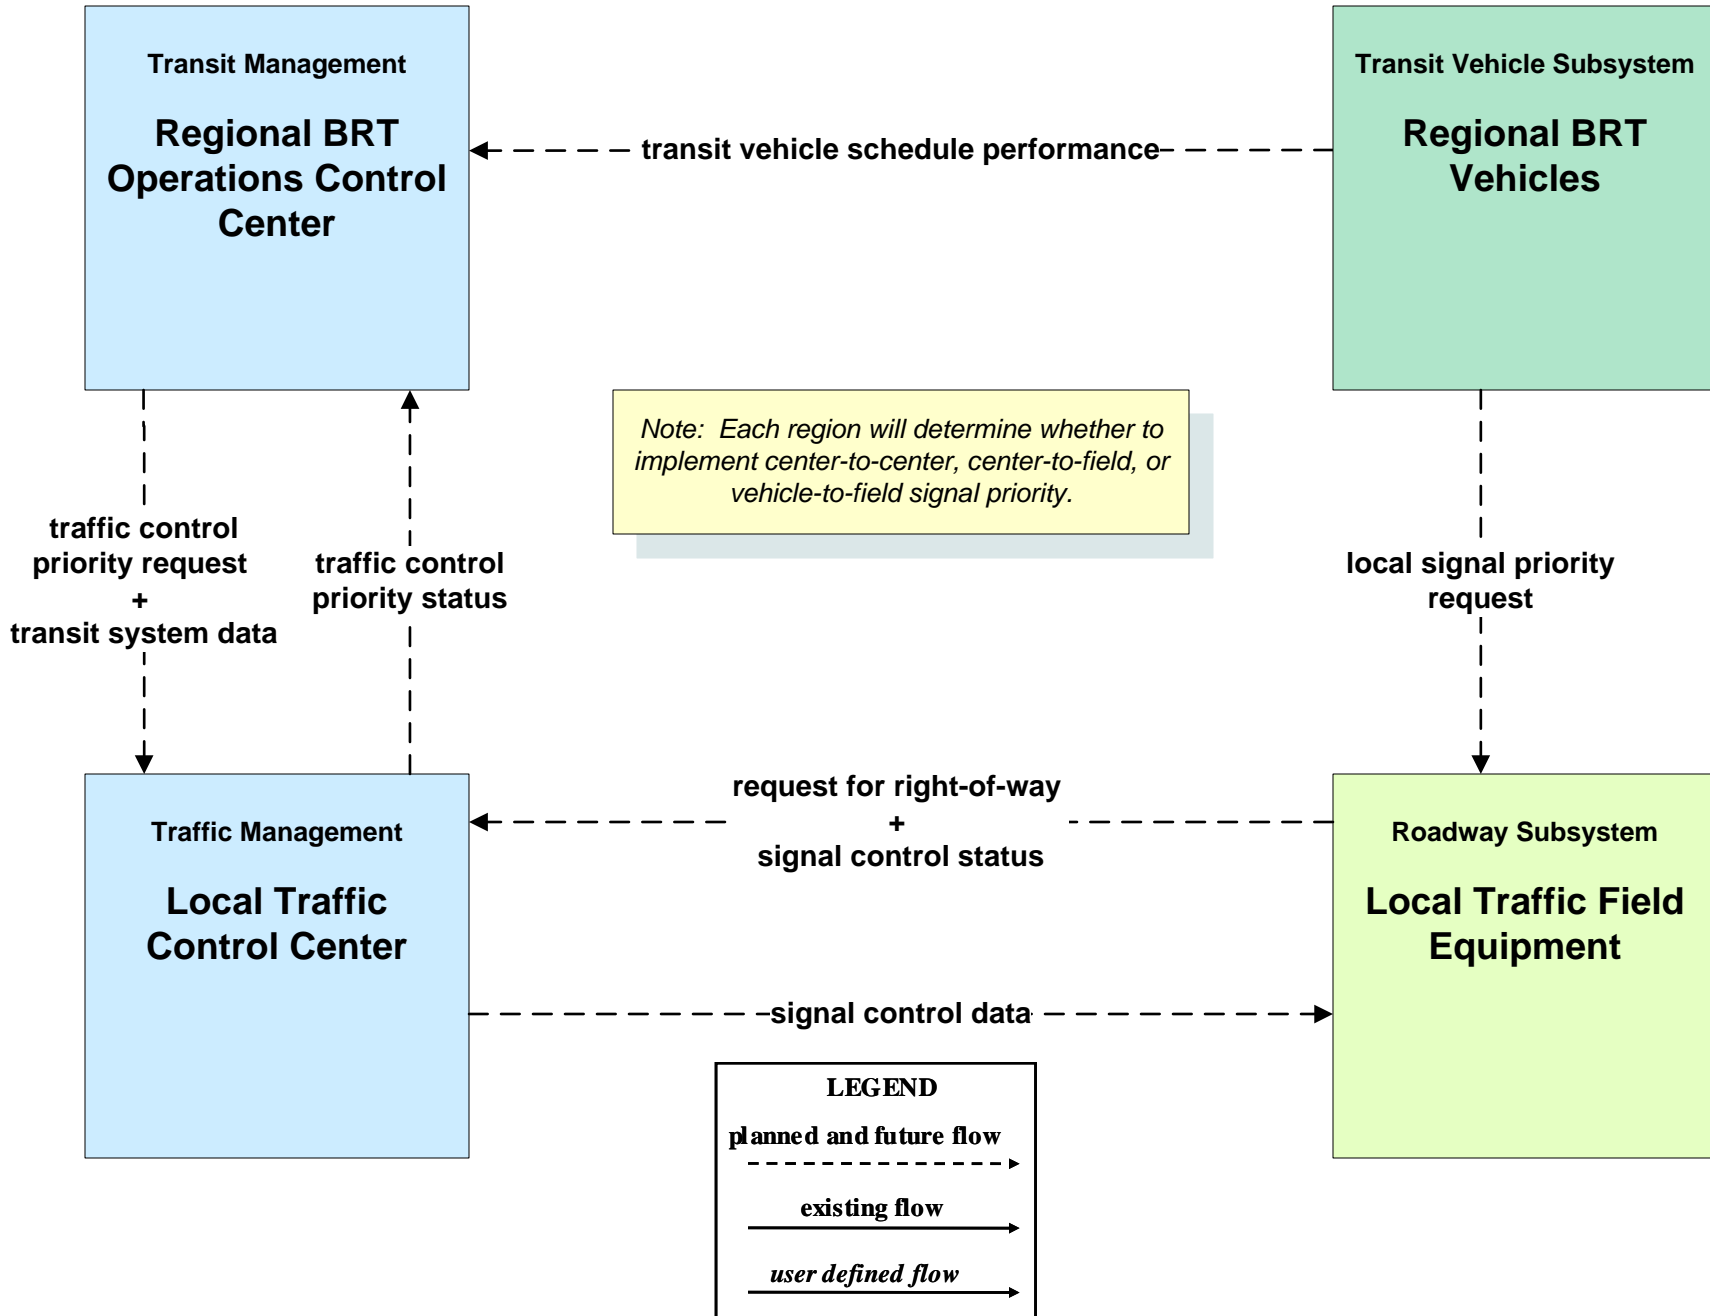 Transit Management
Regional BRT
Operations Control
Center
Transit Vehicle Subsystem
Regional BRT
Vehicles
transit vehicle schedule performance
Note:  Each region will determine whether to
implement center-to-center, center-to-field, or
vehicle-to-field signal priority.
traffic control
priority request
+
transit system data
traffic control
priority status
local signal priority
request
Traffic Management
Local Traffic
Control Center
request for right-of-way
+
signal control status
Roadway Subsystem
Local Traffic Field
Equipment
signal control data
LEGEND
planned and future flow
existing flow
user defined flow